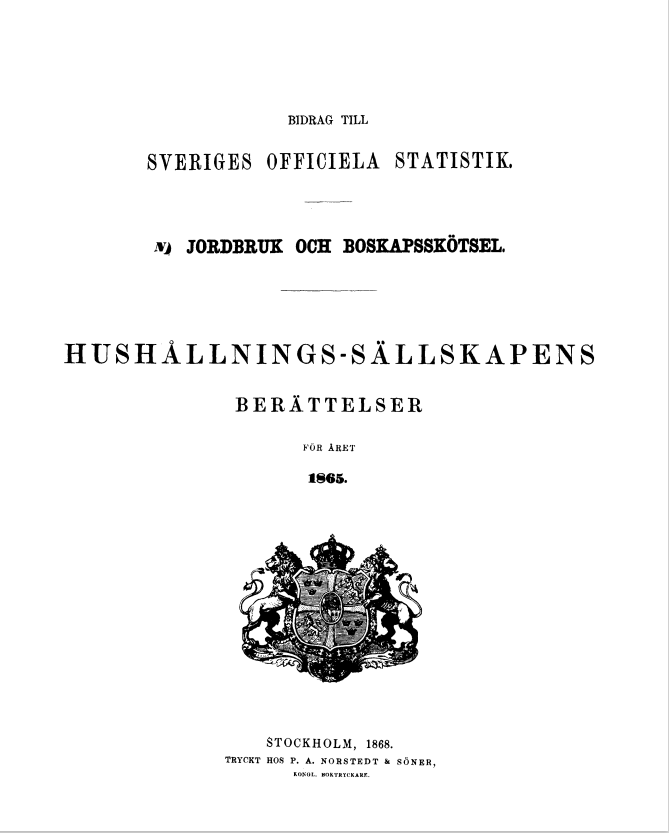 BIDRAG TILL
SVERIGES OFFICIELA STATISTIK.
N) JORDBRUK OCH BOSKAPSSKÖTSEL.
HUSHÅLLNINGS-SÄLLSKAPENS
BERÄTTELSER
FÖR ÅRET
1865.
STOCKHOLM, 1868.
TRYCKT HOS P. A. NORSTEDT & SÖNER,
KONGL. BOKTRYCKARE.